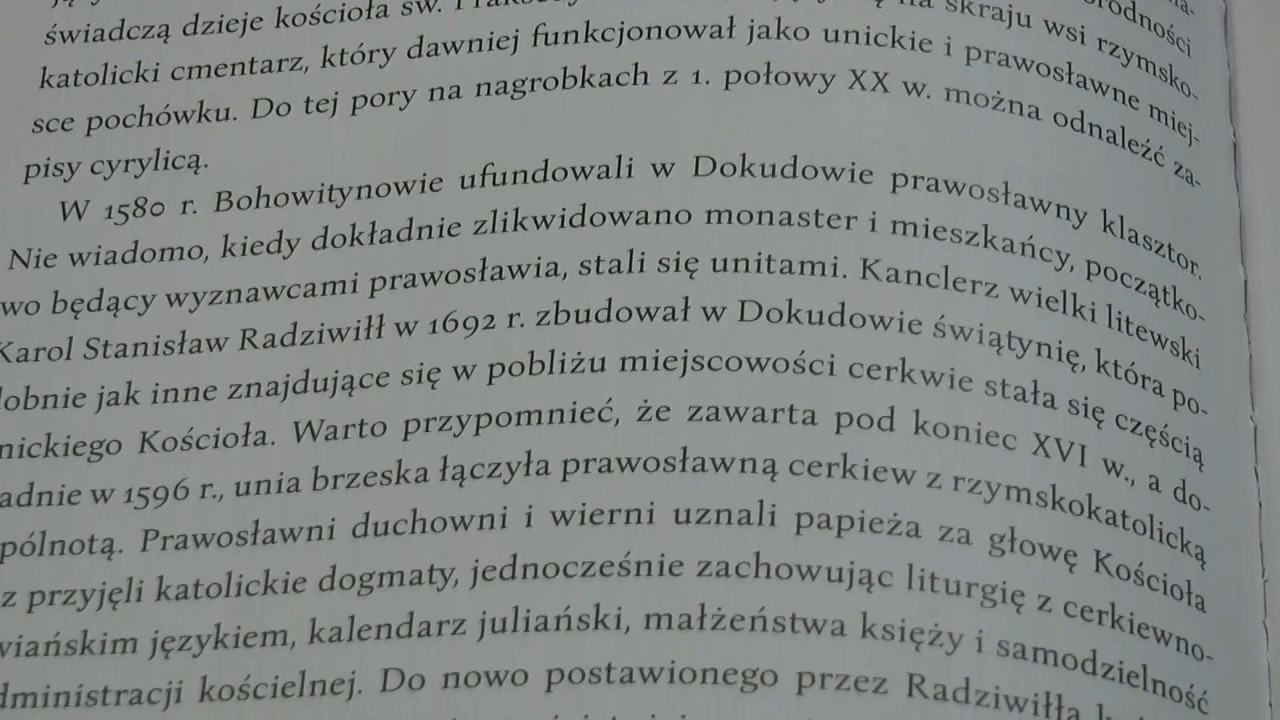 świadczą dzieje kościoła św. na skraju wsi rzymsko-
katolicki cmentarz, który dawniej funkcjonował jako unickie i prawosławne miej-
sce pochówku. Do tej pory na nagrobkach z 1. połowy XX w. można odnaleźć za-
pisy cyrylicą.
W 1580 r. Bohowitynowie ufundowali w Dokudowie prawosławny klasztor.
Nie wiadomo, kiedy dokładnie zlikwidowano monaster i mieszkańcy, początko-
wo będący wyznawcami prawosławia, stali się unitami. Kanclerz wielki litewski
Karol Stanisław Radziwiłł w 1692 r. zbudował w Dokudowie świątynię, która po-
dobnie jak inne znajdujące się w pobliżu miejscowości cerkwie stała się częścią
nickiego Kościoła. Warto przypomnieć, że zawarta pod koniec XVI w., a do-
adnie w 1596 r., unia brzeska łączyła prawosławną cerkiew z rzymskokatolicką
pólnotą. Prawosławni duchowni i wierni uznali papieża za głowę Kościoła
z przyjęli katolickie dogmaty, jednocześnie zachowując liturgię z cerkiewno-
wiańskim językiem, kalendarz juliański, małżeństwa księży i samodzielność
dministracji kościelnej. Do nowo postawionego przez Radziwiłła